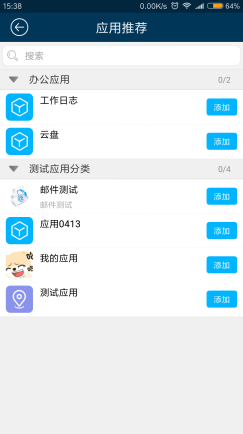 15:38 0.00K/s 64%
应用推荐
搜索
办公应用 0/2
工作日志 添加
云盘 添加
测试应用分类 0/4
邮件测试
邮件测试 添加
应用0413 添加
我的应用 添加
测试应用 添加